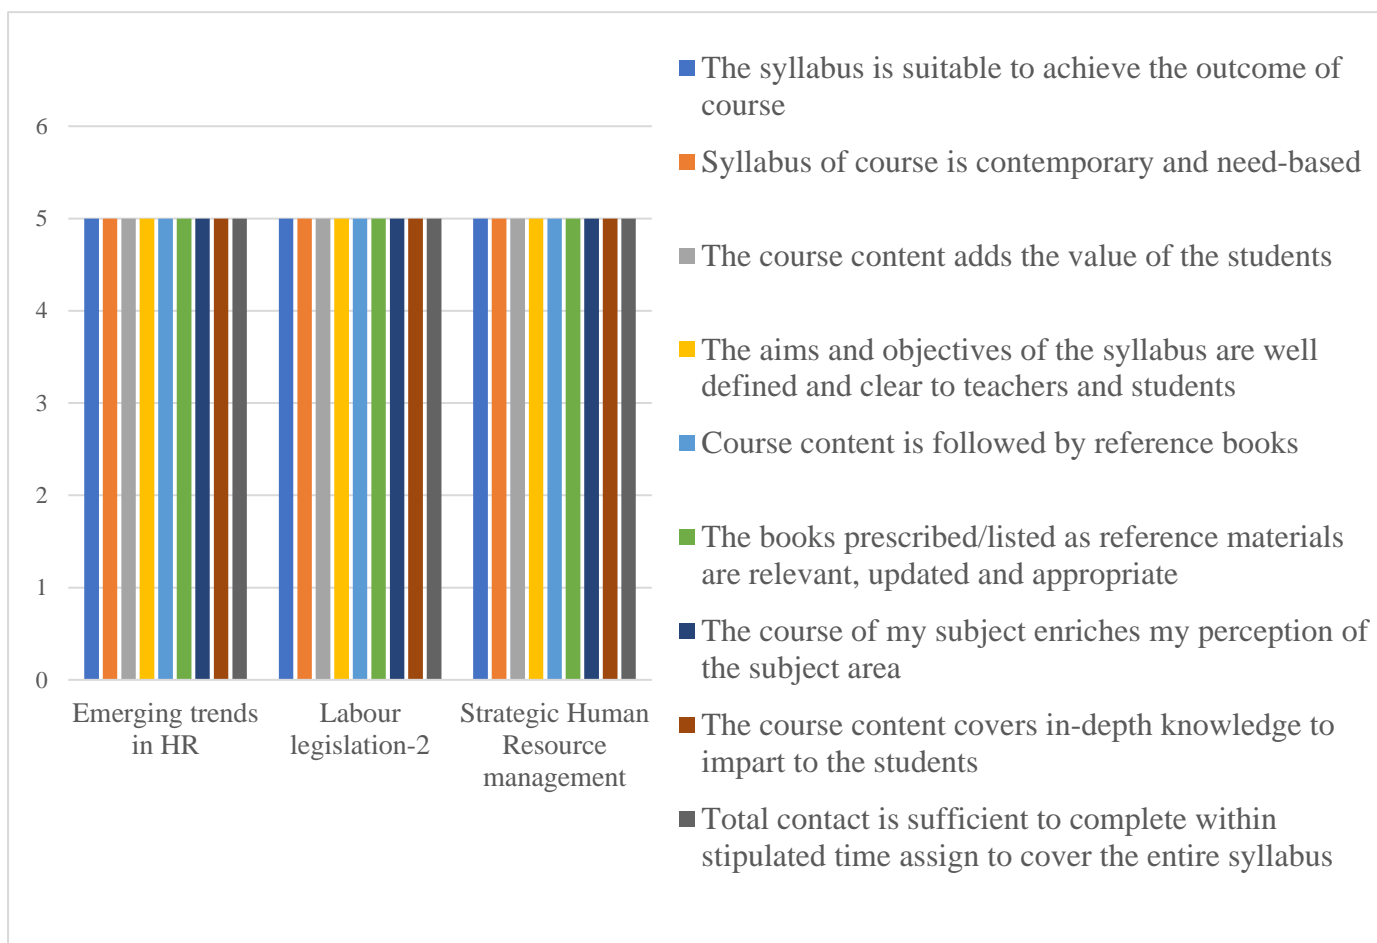 6
5
4
3
2
1
0
Emerging trends
in HR
Labour
legislation-2
Strategic Human
Resource
management
The syllabus is suitable to achieve the outcome of
course
Syllabus of course is contemporary and need-based
The course content adds the value of the students
The aims and objectives of the syllabus are well
defined and clear to teachers and students
Course content is followed by reference books
The books prescribed/listed as reference materials
are relevant, updated and appropriate
The course of my subject enriches my perception of
the subject area
The course content covers in-depth knowledge to
impart to the students
Total contact is sufficient to complete within
stipulated time assign to cover the entire syllabus